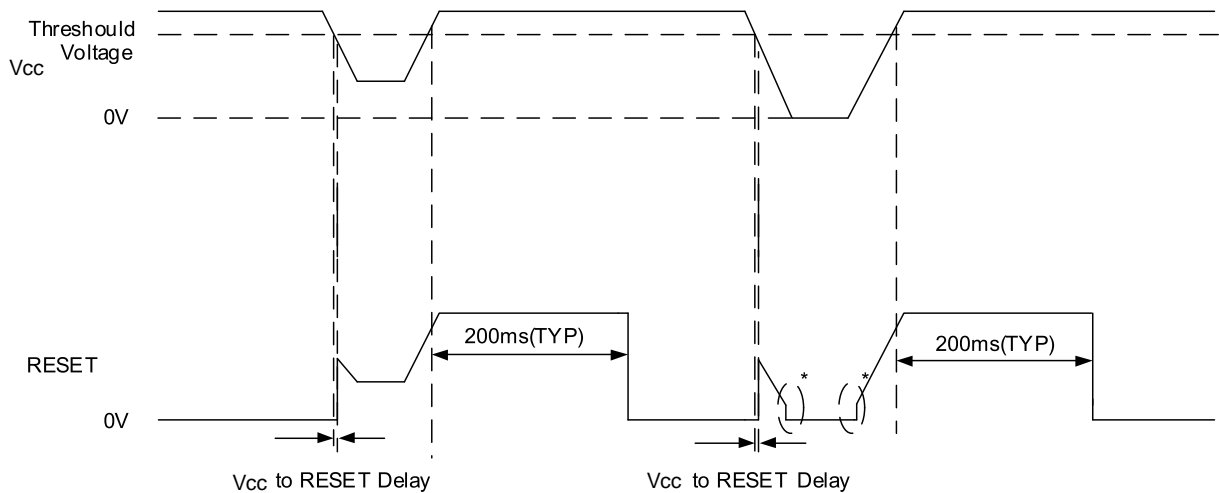 Threshould
Voltage
Vcc
0V
200ms(TYP)
200ms(TYP)
RESET
*
*
0V
Vcc to RESET Delay
Vcc to RESET Delay